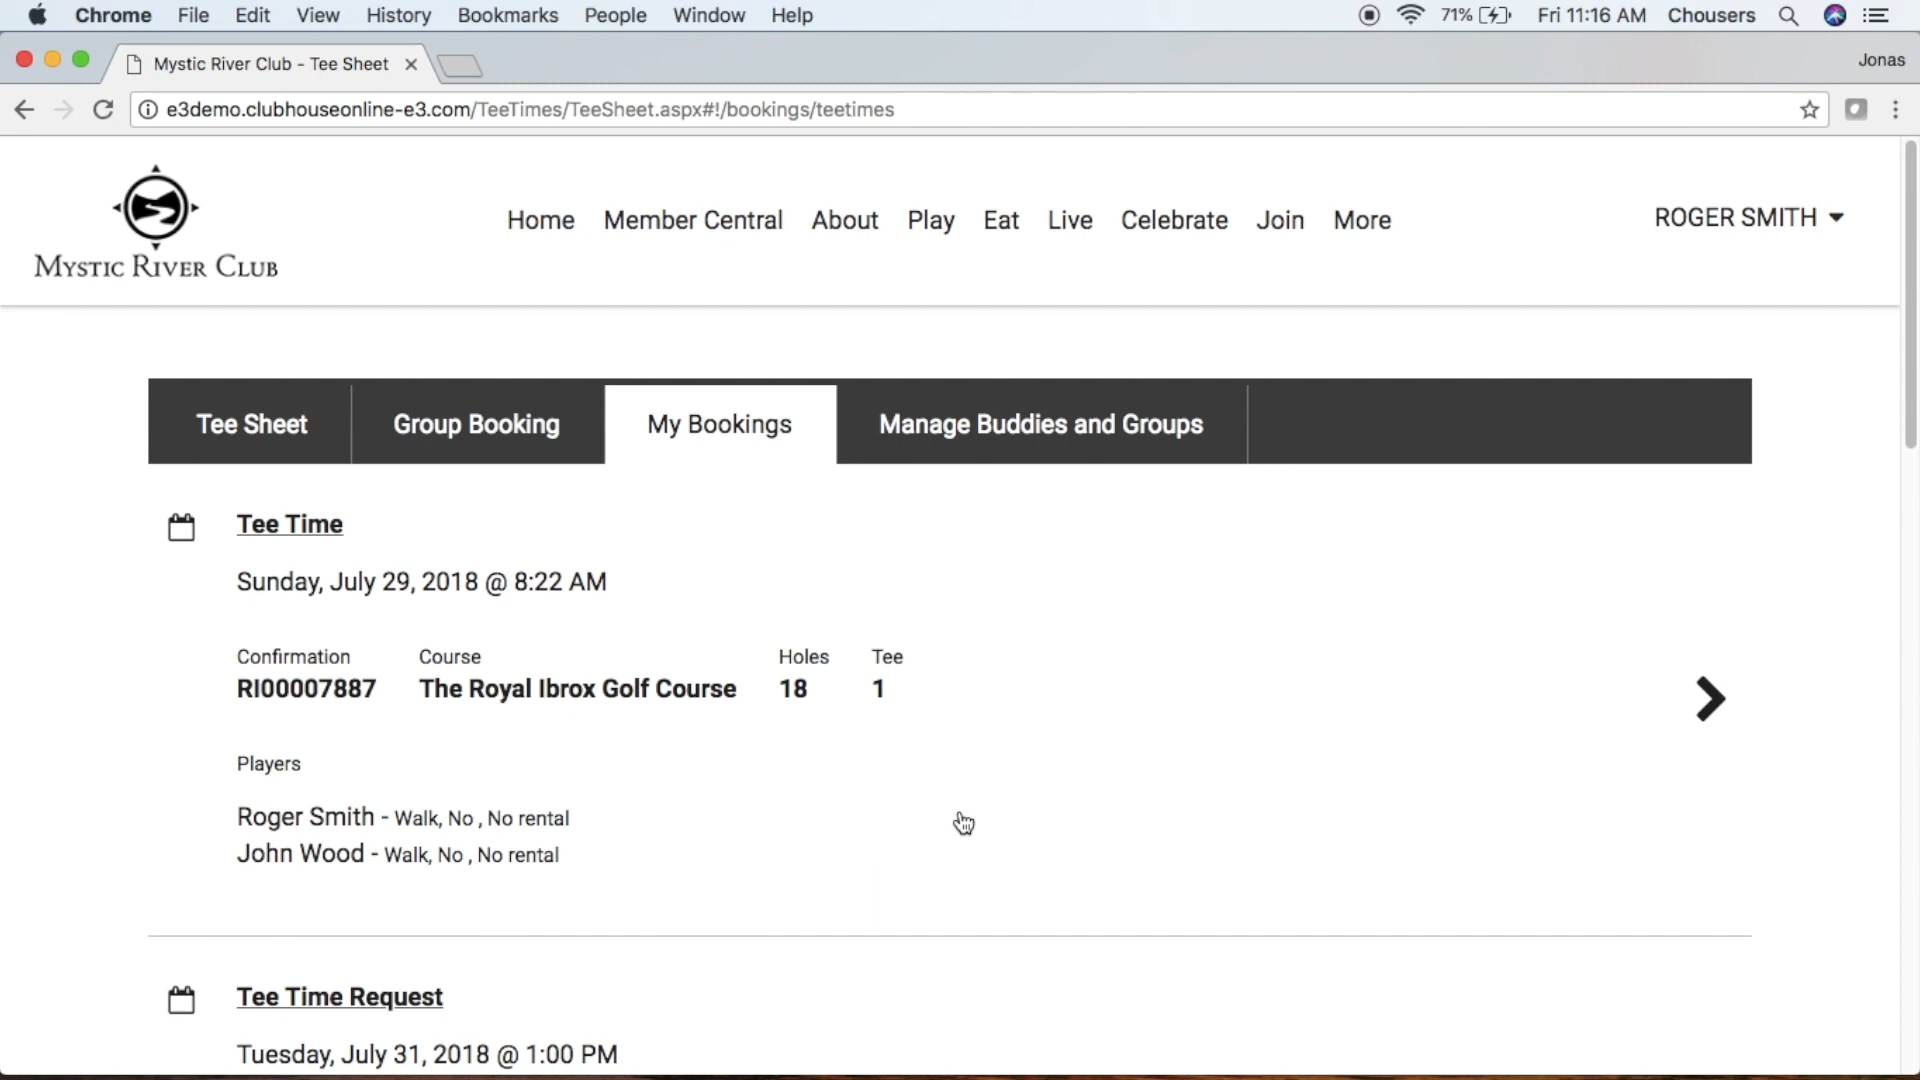 Chrome File Edit View History Bookmarks People Window Help 71% Fri 11:16 AM Chousers
Mystic River Club - Tee Sheet Jonas
e3demo.clubhouseonline-e3.com/TeeTimes/TeeSheet.aspx#!/bookings/teetimes
MYSTIC RIVER CLUB
Home Member Central About Play Eat Live Celebrate Join More
ROGER SMITH
Tee Sheet Group Booking My Bookings Manage Buddies and Groups
Tee Time
Sunday, July 29, 2018 @ 8:22 AM
Confirmation Course Holes Tee
RI00007887 The Royal Ibrox Golf Course 18 1
Players
Roger Smith - Walk, No , No rental
John Wood - Walk, No , No rental
Tee Time Request
Tuesday, July 31, 2018 @ 1:00 PM